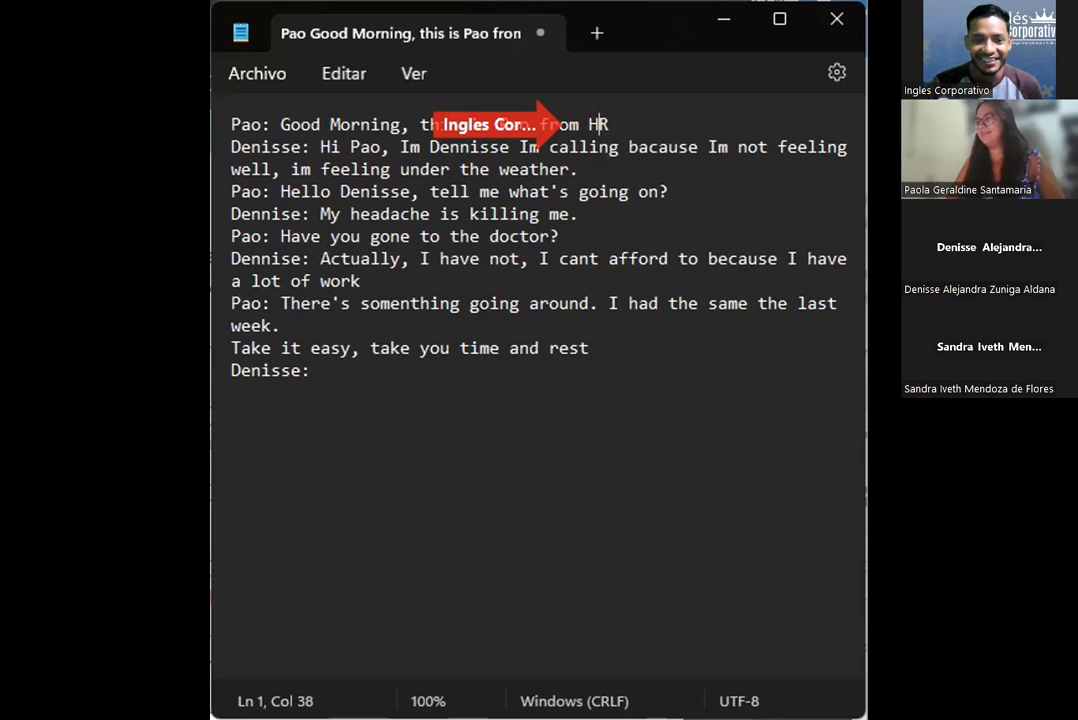 Pao Good Morning, this is Pao fron
Archivo Editar Ver
Pao: Good Morning, th from HR
Ingles Cor...
Denisse: Hi Pao, Im Dennisse Im calling bacause Im not feeling
well, im feeling under the weather.
Pao: Hello Denisse, tell me what's going on?
Dennise: My headache is killing me.
Pao: Have you gone to the doctor?
Dennise: Actually, I have not, I cant afford to because I have
a lot of work
Pao: There's somenthing going around. I had the same the last
week.
Take it easy, take you time and rest
Denisse:
Ln 1, Col 38 100% Windows (CRLF) UTF-8
Ingles Corporativo
Paola Geraldine Santamaria
Denisse Alejandra...
Denisse Alejandra Zuniga Aldana
Sandra Iveth Men...
Sandra Iveth Mendoza de Flores